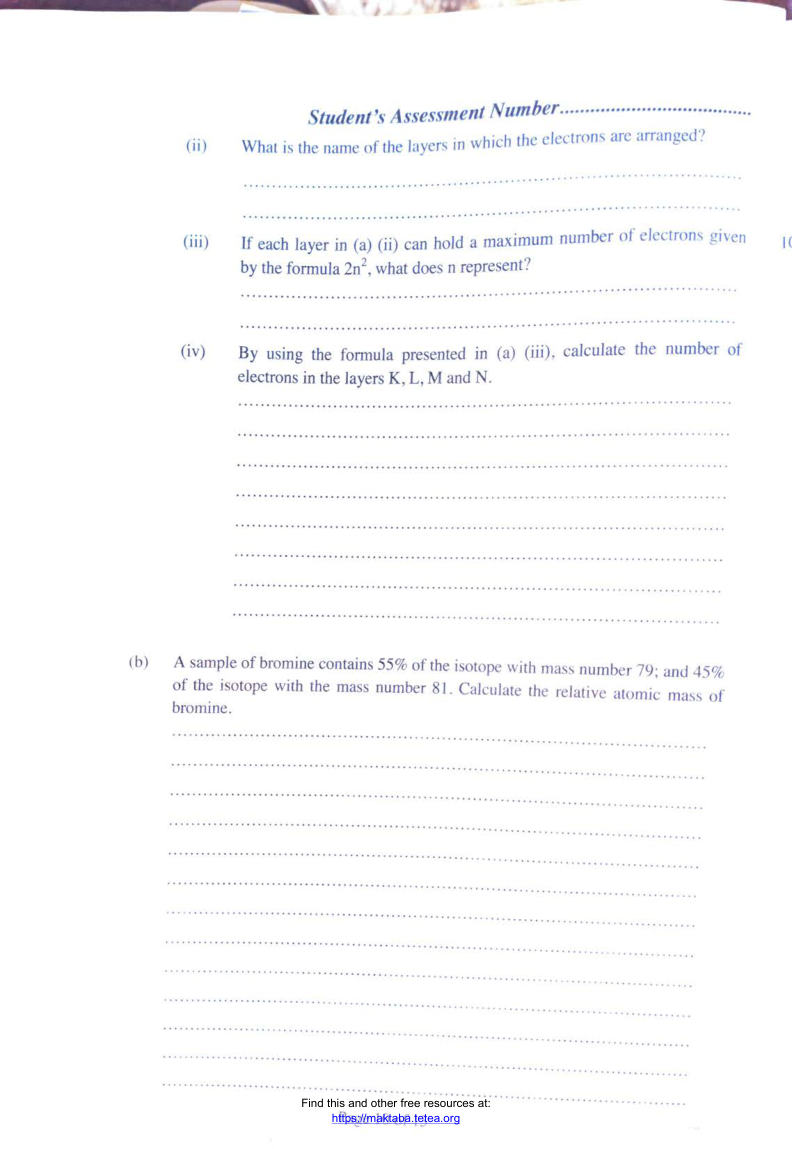 Student's Assessment Number......................................
(ii) What is the name of the layers in which the electrons are arranged?
(iii) If each layer in (a) (ii) can hold a maximum number of electrons given
by the formula 2n², what does n represent?
(iv) By using the formula presented in (a) (iii), calculate the number of
electrons in the layers K, L, M and N.
(b) A sample of bromine contains 55% of the isotope with mass number 79; and 45%
of the isotope with the mass number 81. Calculate the relative atomic mass of
bromine.
Find this and other free resources at:
https://maktaba.tetea.org